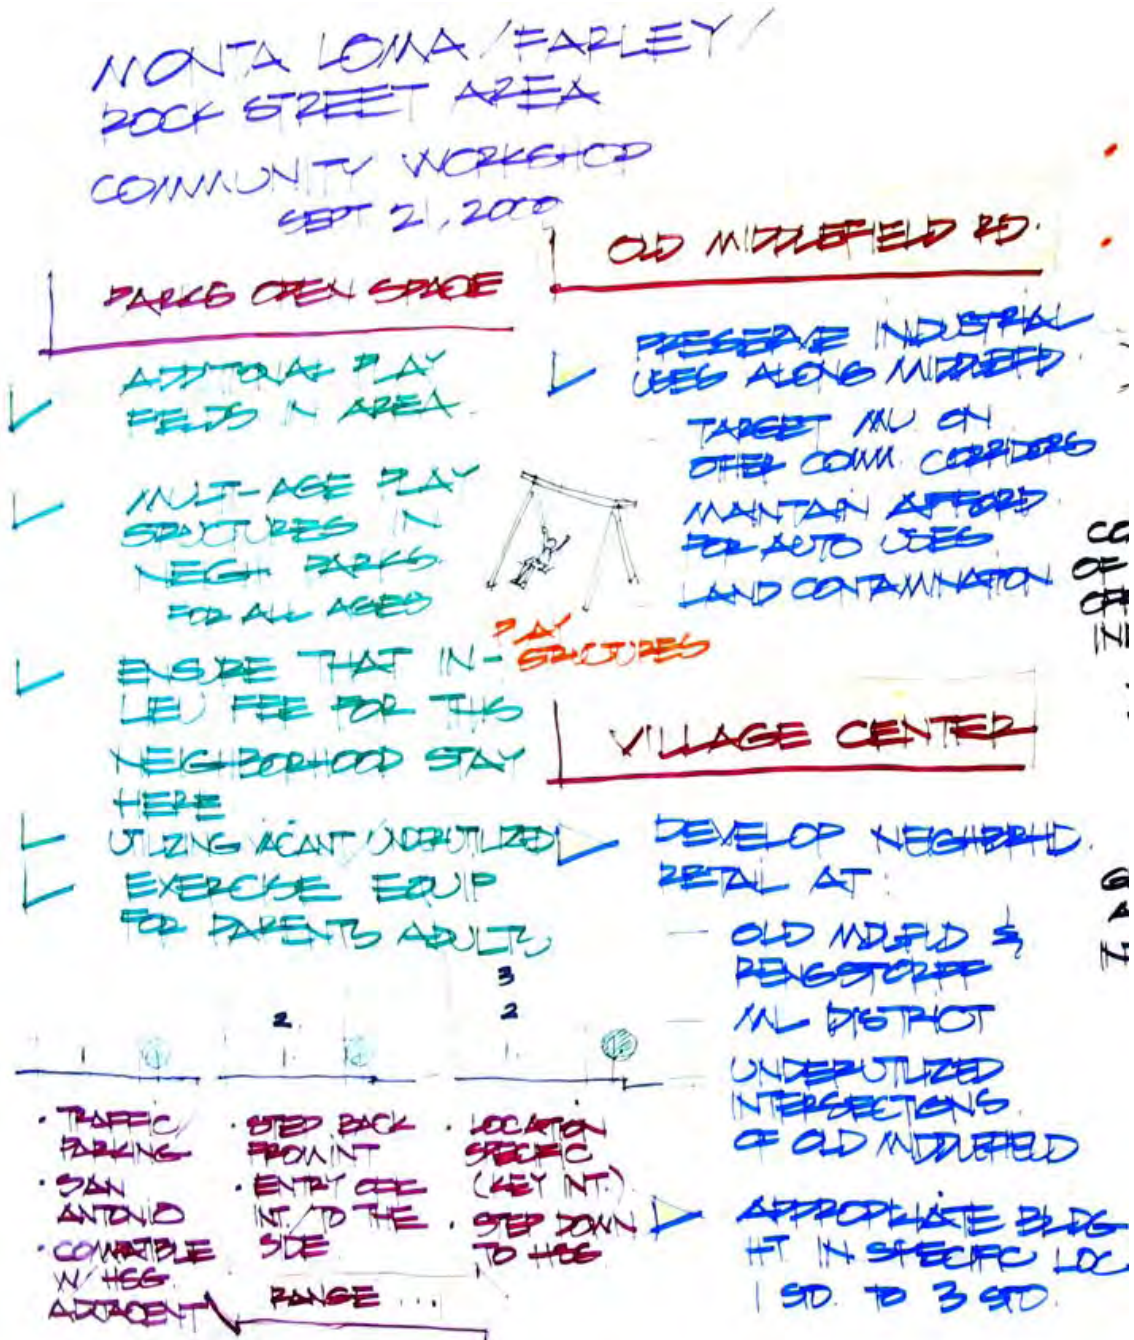 MONTA LOMA / FARLEY /
ROCK STREET AREA
COMMUNITY WORKSHOP
SEPT 21, 2000
PARKS OPEN SPACE
ADDITIONAL PLAY
FIELDS IN AREA
MULTI-AGE PLAY
STRUCTURES IN
NEIGH PARKS.
FOR ALL AGES
ENSURE THAT IN-
LIEU FEE FOR THIS
NEIGHBORHOOD STAY
HERE
UTILIZING VACANT/UNDERUTILIZED
EXERCISE EQUIP
FOR PARENTS ADULTS
PLAY
STRUCTURES
OLD MIDDLEFIELD RD.
PRESERVE INDUSTRIAL
USES ALONG MIDDLEFD.
TARGET MU ON
OTHER COMM. CORRIDORS
MAINTAIN AFFORD.
FOR AUTO USES
LAND CONTAMINATION
VILLAGE CENTER
DEVELOP NEIGHBRHD.
RETAIL AT:
— OLD MDLFLD &
RENGSTORFF
— ML DISTRICT
— UNDERUTILIZED
INTERSECTIONS
OF OLD MIDDLEFIELD
APPROPRIATE BLDG
HT IN SPECIFIC LOC.
1 STO. TO 3 STO.
1
2
1
3
2
1
• TRAFFIC/
PARKING
• SAN
ANTONIO
• COMPATIBLE
W/ HSG.
ADJACENT
• STEP BACK
FROM INT
• ENTRY OFF
INT. / TO THE
SIDE
• LOCATION
SPECIFIC
(KEY INT.)
• STEP DOWN
TO HSG
RANGE ...
OF